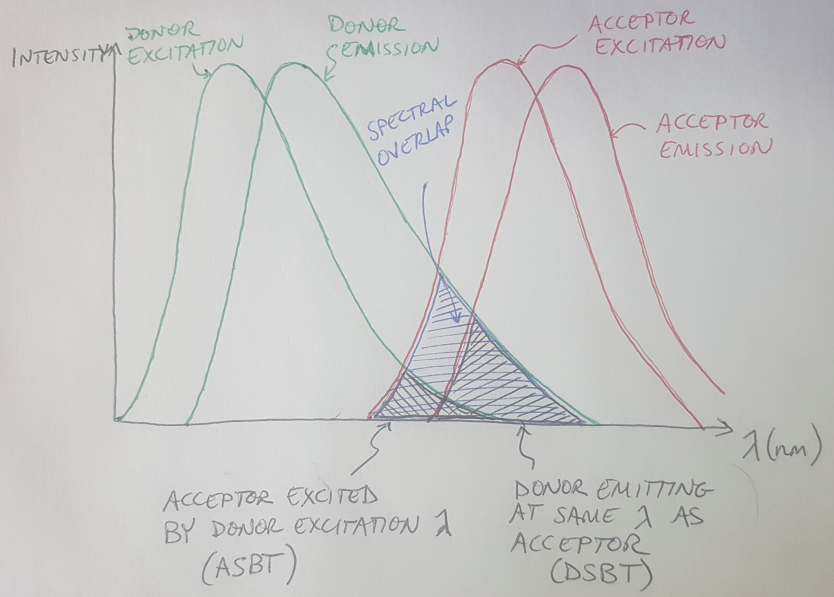 INTENSITY
DONOR
EXCITATION
DONOR
SEMISSION
ACCEPTOR
EXCITATION
SPECTRAL
OVERLAP
ACCEPTOR
EMISSION
λ(nm)
ACCEPTOR EXCITED
BY DONOR EXCITATION λ
(ASBT)
DONOR EMITTING
AT SAME λ AS
ACCEPTOR
(DSBT)